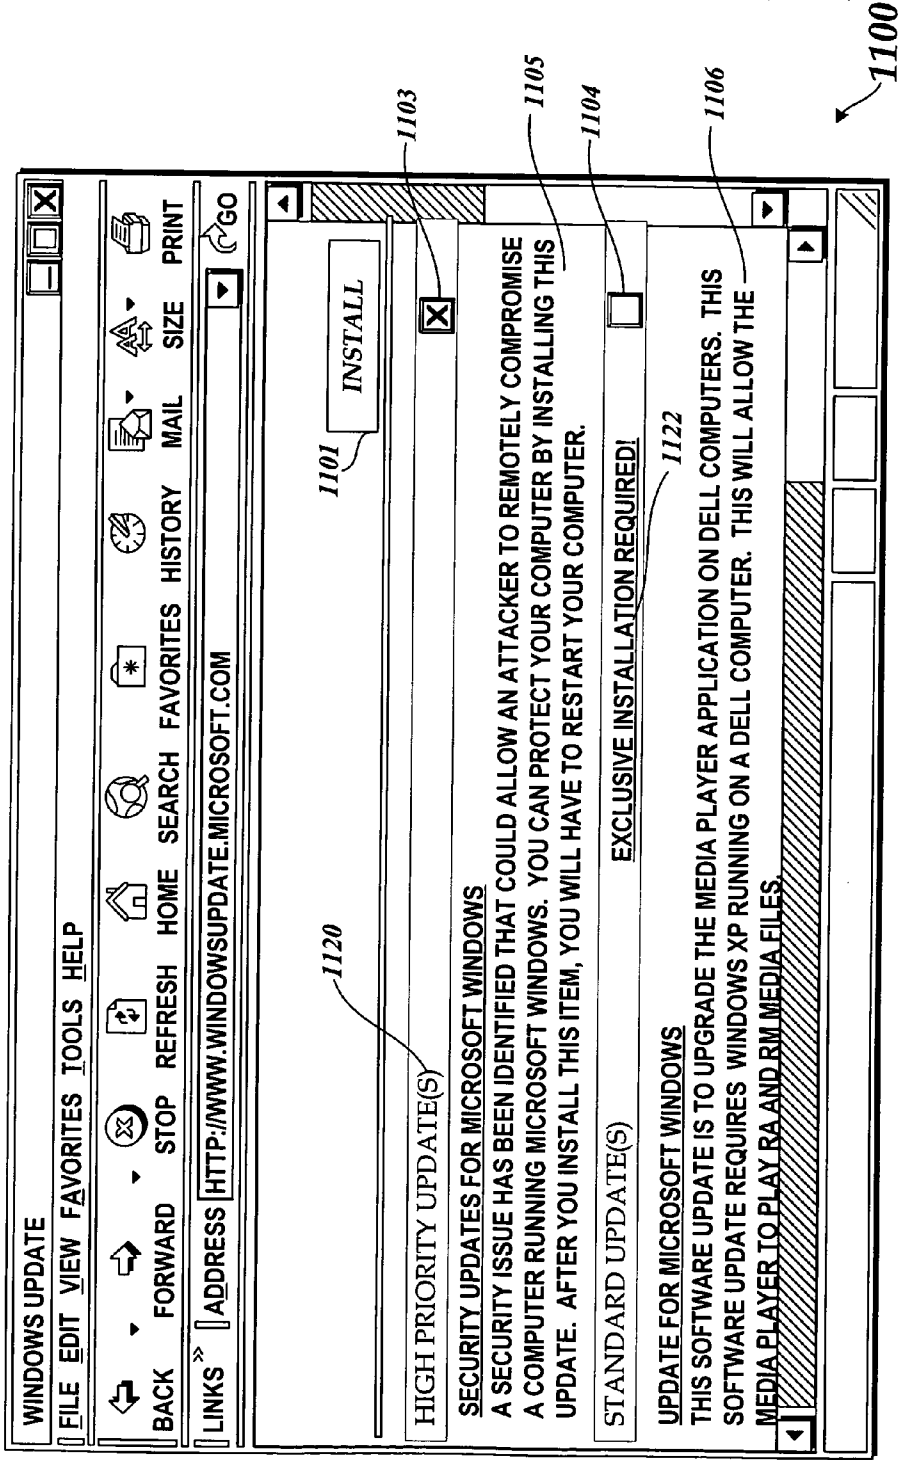 1100
WINDOWS UPDATE
FILE EDIT VIEW FAVORITES TOOLS HELP
BACK FORWARD STOP REFRESH HOME SEARCH FAVORITES HISTORY MAIL SIZE PRINT
LINKS » ADDRESS HTTP://WWW.WINDOWSUPDATE.MICROSOFT.COM GO
1101
INSTALL
1120
HIGH PRIORITY UPDATE(S)
1103
SECURITY UPDATES FOR MICROSOFT WINDOWS
A SECURITY ISSUE HAS BEEN IDENTIFIED THAT COULD ALLOW AN ATTACKER TO REMOTELY COMPROMISE
A COMPUTER RUNNING MICROSOFT WINDOWS. YOU CAN PROTECT YOUR COMPUTER BY INSTALLING THIS
UPDATE. AFTER YOU INSTALL THIS ITEM, YOU WILL HAVE TO RESTART YOUR COMPUTER.
1105
STANDARD UPDATE(S) EXCLUSIVE INSTALLATION REQUIRED!
1104
1122
UPDATE FOR MICROSOFT WINDOWS
THIS SOFTWARE UPDATE IS TO UPGRADE THE MEDIA PLAYER APPLICATION ON DELL COMPUTERS. THIS
SOFTWARE UPDATE REQUIRES WINDOWS XP RUNNING ON A DELL COMPUTER. THIS WILL ALLOW THE
MEDIA PLAYER TO PLAY RA AND RM MEDIA FILES.
1106